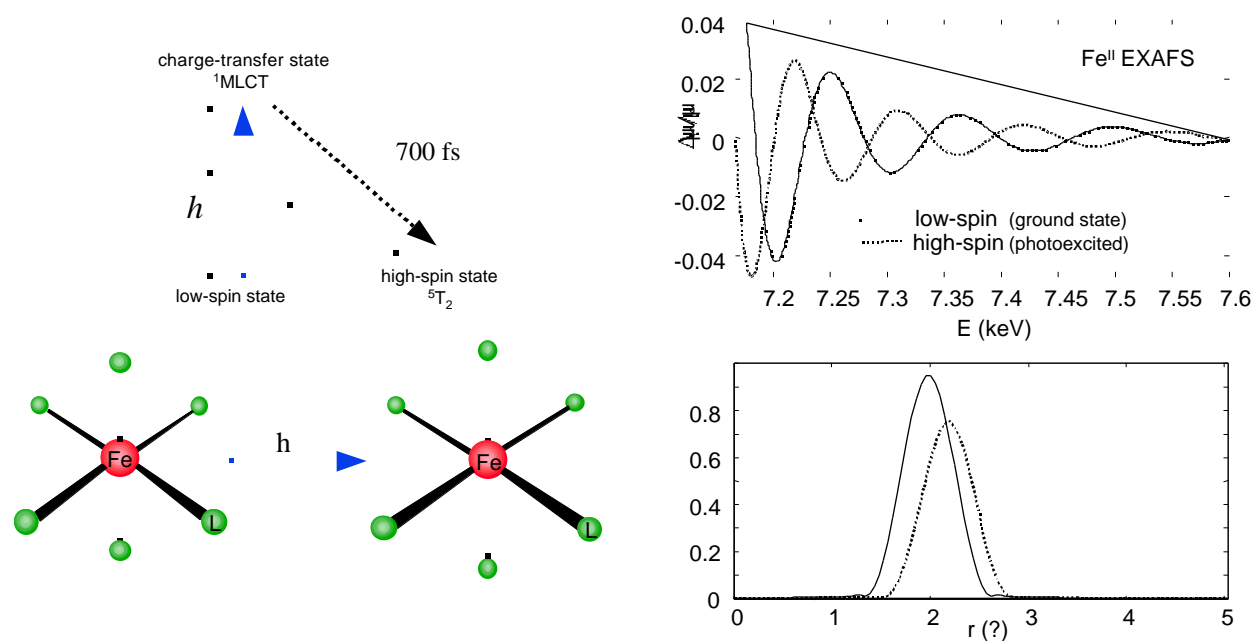 charge-transfer state
¹MLCT
700 fs
h
low-spin state
high-spin state
⁵T₂
Fe
L
h
Fe
L
0.04
0.02
0
-0.02
-0.04
Feᴵᴵ EXAFS
low-spin (ground state)
high-spin (photoexcited)
7.2 7.25 7.3 7.35 7.4 7.45 7.5 7.55 7.6
E (keV)
0.8
0.6
0.4
0.2
0
0 1 2 3 4 5
r (?)